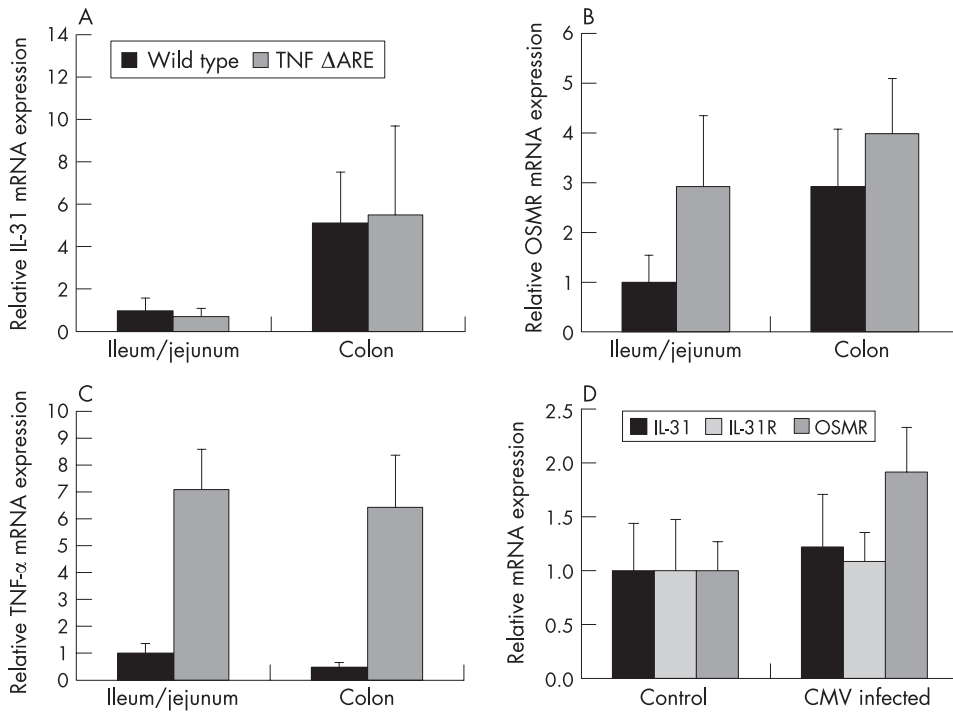 A
Relative IL-31 mRNA expression
14
12
10
8
6
4
2
0
Wild type TNF ΔARE
Ileum/jejunum Colon
B
Relative OSMR mRNA expression
6
5
4
3
2
1
0
Ileum/jejunum Colon
C
Relative TNF-α mRNA expression
10
9
8
7
6
5
4
3
2
1
0
Ileum/jejunum Colon
D
Relative mRNA expression
2.5
2.0
1.5
1.0
0.5
0.0
IL-31 IL-31R OSMR
Control CMV infected